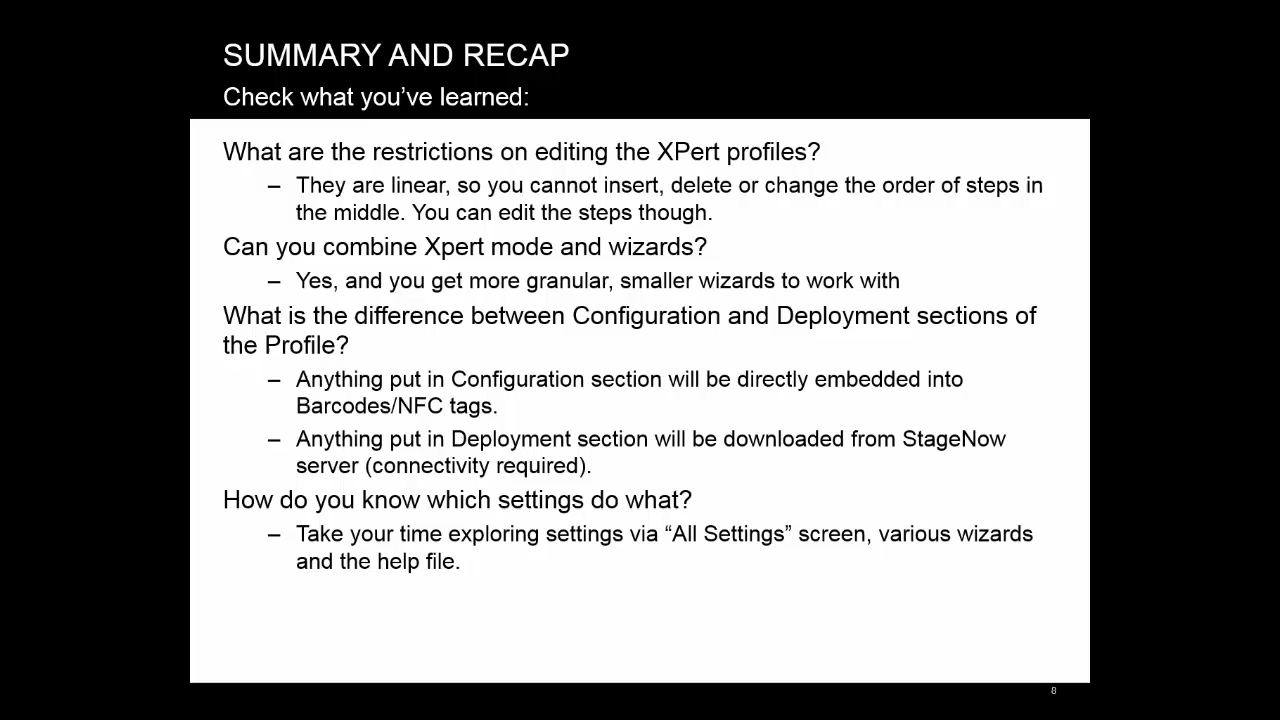 SUMMARY AND RECAP
Check what you’ve learned:
What are the restrictions on editing the XPert profiles?
– They are linear, so you cannot insert, delete or change the order of steps in
the middle. You can edit the steps though.
Can you combine Xpert mode and wizards?
– Yes, and you get more granular, smaller wizards to work with
What is the difference between Configuration and Deployment sections of
the Profile?
– Anything put in Configuration section will be directly embedded into
Barcodes/NFC tags.
– Anything put in Deployment section will be downloaded from StageNow
server (connectivity required).
How do you know which settings do what?
– Take your time exploring settings via “All Settings” screen, various wizards
and the help file.
8